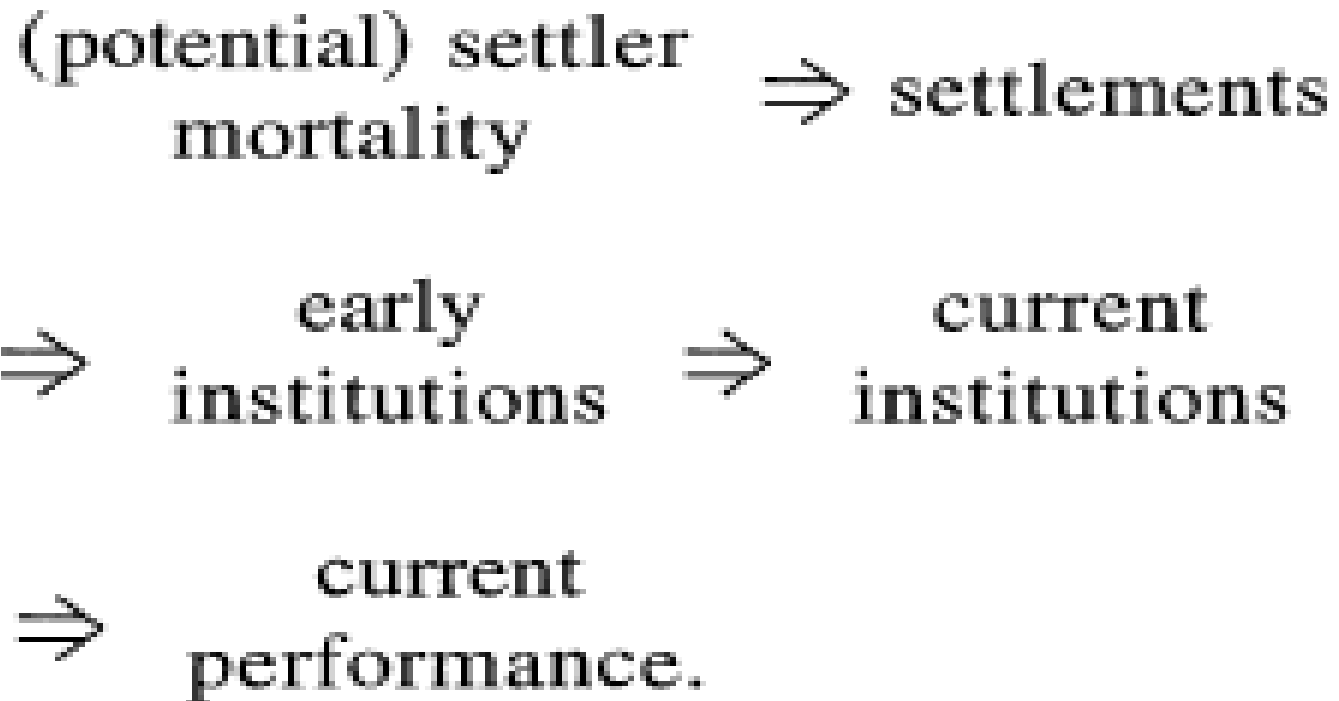 (potential) settler
mortality
⇒ settlements
⇒ early
institutions
⇒ current
institutions
⇒ current
performance.